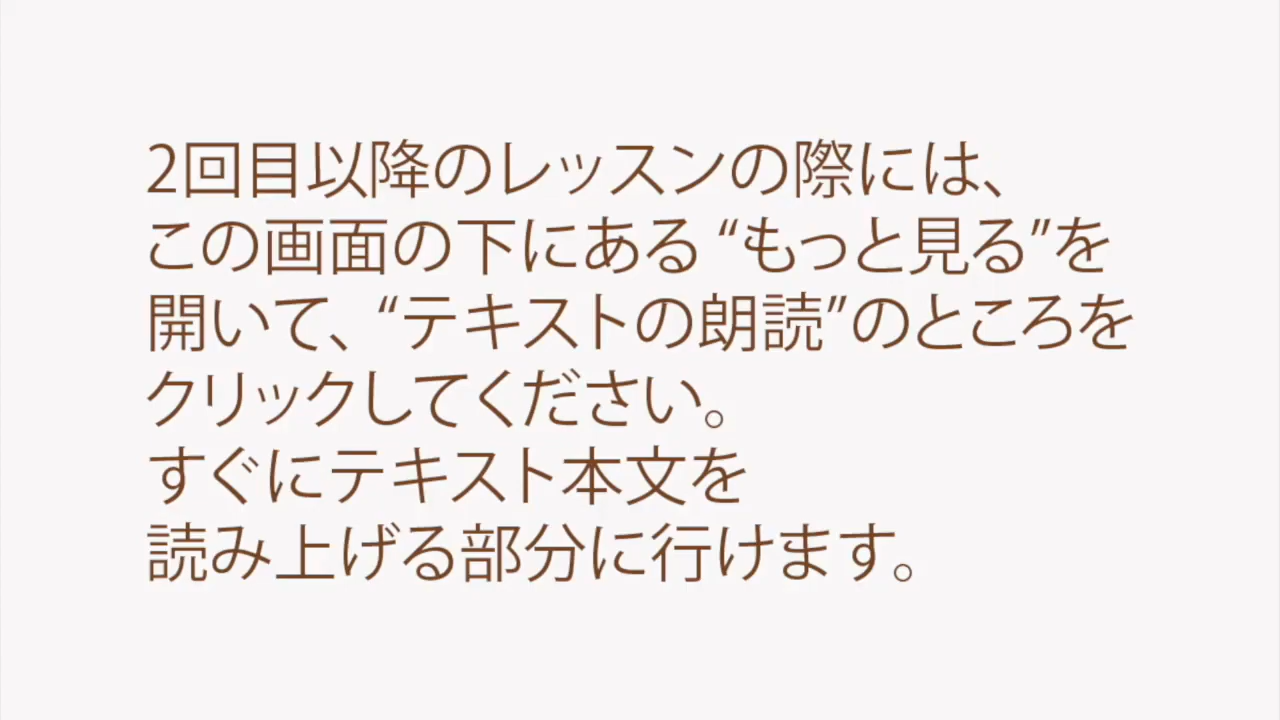 2回目以降のレッスンの際には、
この画面の下にある “もっと見る”を
開いて、“テキストの朗読”のところを
クリックしてください。
すぐにテキスト本文を
読み上げる部分に行けます。